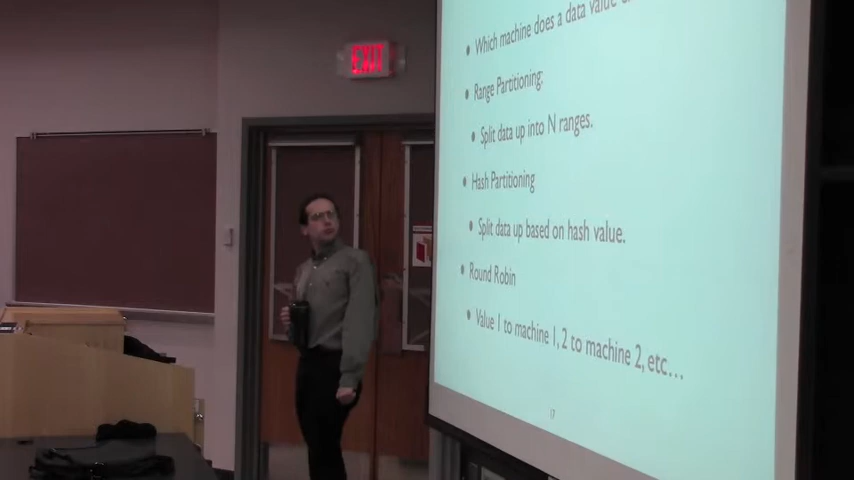 EXIT
• Which machine does a data value
• Range Partitioning:
• Split data up into N ranges.
• Hash Partitioning
• Split data up based on hash value.
• Round Robin
• Value 1 to machine 1, 2 to machine 2, etc…
17